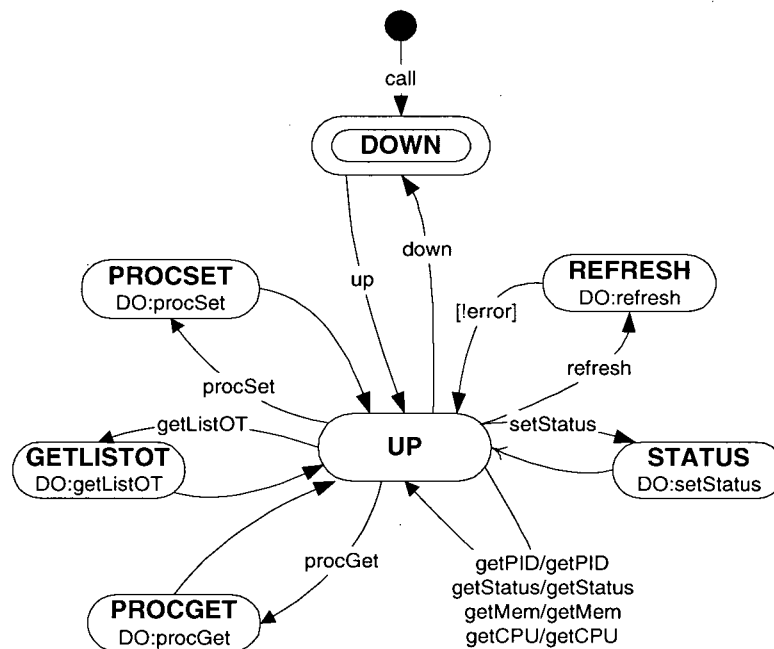 call
DOWN
down
up
PROCSET
DO:procSet
REFRESH
DO:refresh
[!error]
refresh
procSet
getListOT
setStatus
UP
GETLISTOT
DO:getListOT
STATUS
DO:setStatus
procGet
getPID/getPID
getStatus/getStatus
getMem/getMem
getCPU/getCPU
PROCGET
DO:procGet